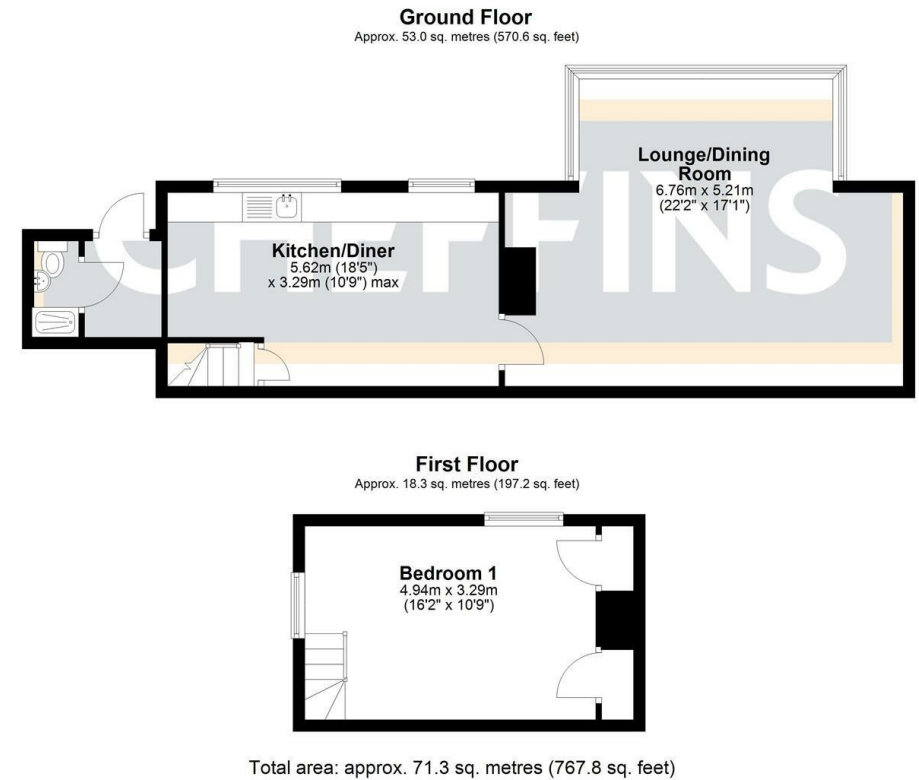 Ground Floor
Approx. 53.0 sq. metres (570.6 sq. feet)
Lounge/Dining
Room
6.76m x 5.21m
(22'2" x 17'1")
CHEFFINS
Kitchen/Diner
5.62m (18'5")
x 3.29m (10'9") max
First Floor
Approx. 18.3 sq. metres (197.2 sq. feet)
Bedroom 1
4.94m x 3.29m
(16'2" x 10'9")
Total area: approx. 71.3 sq. metres (767.8 sq. feet)